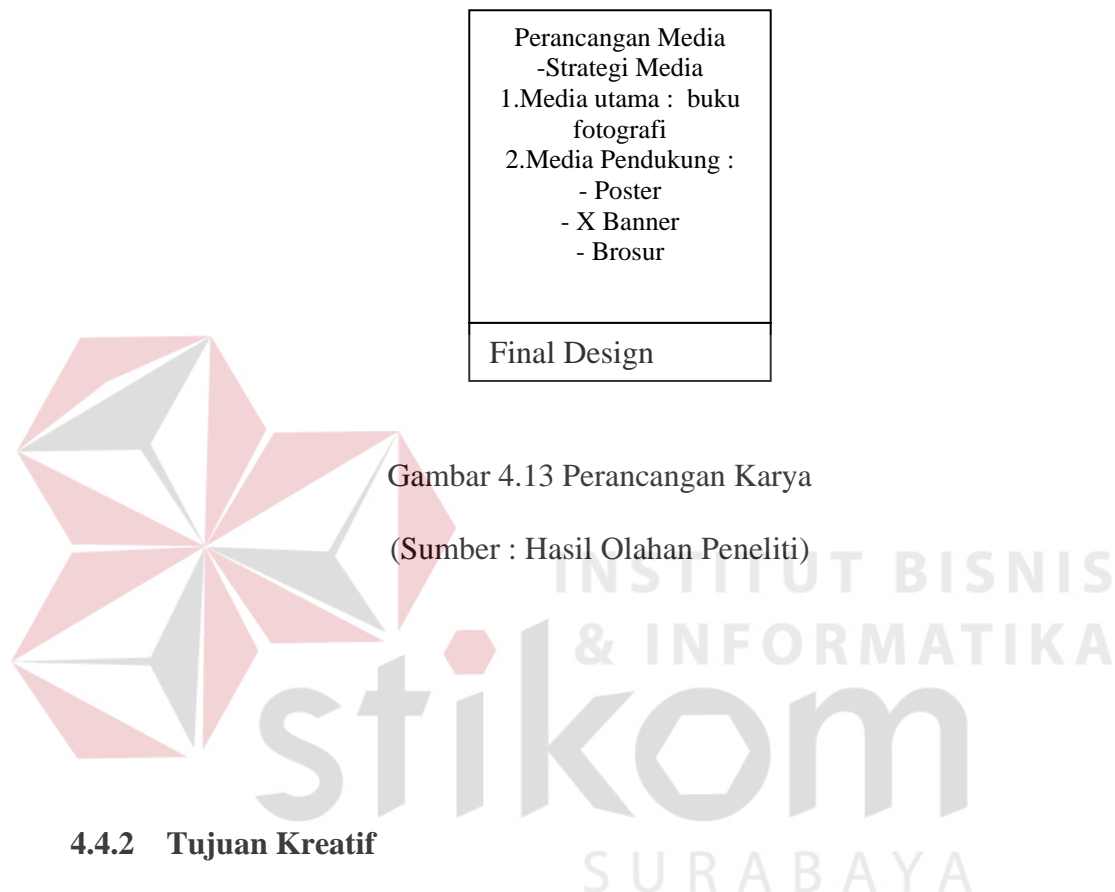 Perancangan Media
-Strategi Media
1.Media utama : buku
fotografi
2.Media Pendukung :
- Poster
- X Banner
- Brosur
Final Design
Gambar 4.13 Perancangan Karya
(Sumber : Hasil Olahan Peneliti)
INSTITUT BISNIS
& INFORMATIKA
stikom
SURABAYA
4.4.2 Tujuan Kreatif